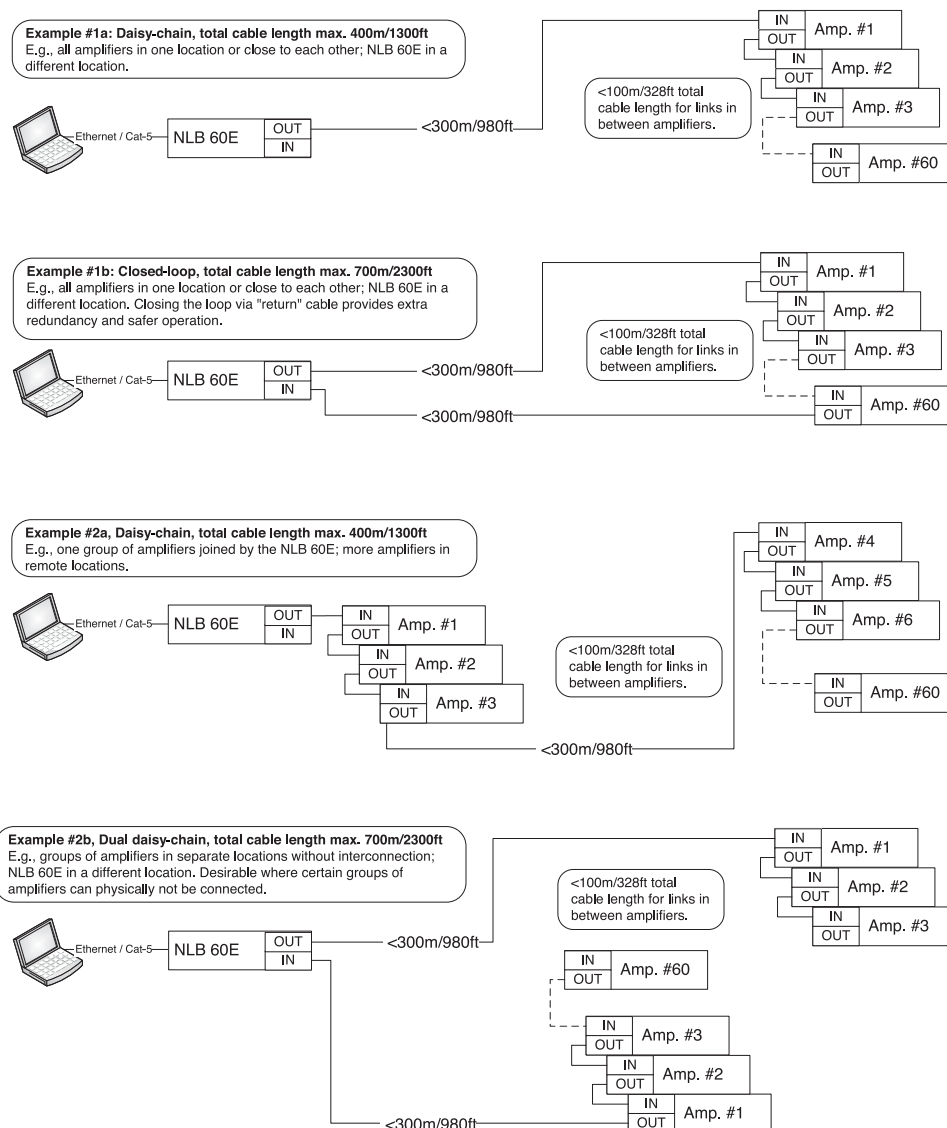 Example #1a: Daisy-chain, total cable length max. 400m/1300ft
E.g., all amplifiers in one location or close to each other; NLB 60E in a
different location.
Ethernet / Cat-5
NLB 60E
OUT
IN
<300m/980ft
<100m/328ft total
cable length for links in
between amplifiers.
IN
OUT
Amp. #1
IN
OUT
Amp. #2
IN
OUT
Amp. #3
IN
OUT
Amp. #60
Example #1b: Closed-loop, total cable length max. 700m/2300ft
E.g., all amplifiers in one location or close to each other; NLB 60E in a
different location. Closing the loop via "return" cable provides extra
redundancy and safer operation.
Ethernet / Cat-5
NLB 60E
OUT
IN
<300m/980ft
<300m/980ft
<100m/328ft total
cable length for links in
between amplifiers.
IN
OUT
Amp. #1
IN
OUT
Amp. #2
IN
OUT
Amp. #3
IN
OUT
Amp. #60
Example #2a, Daisy-chain, total cable length max. 400m/1300ft
E.g., one group of amplifiers joined by the NLB 60E; more amplifiers in
remote locations.
Ethernet / Cat-5
NLB 60E
OUT
IN
IN
OUT
Amp. #1
IN
OUT
Amp. #2
IN
OUT
Amp. #3
<300m/980ft
<100m/328ft total
cable length for links in
between amplifiers.
IN
OUT
Amp. #4
IN
OUT
Amp. #5
IN
OUT
Amp. #6
IN
OUT
Amp. #60
Example #2b, Dual daisy-chain, total cable length max. 700m/2300ft
E.g., groups of amplifiers in separate locations without interconnection;
NLB 60E in a different location. Desirable where certain groups of
amplifiers can physically not be connected.
Ethernet / Cat-5
NLB 60E
OUT
IN
<300m/980ft
<100m/328ft total
cable length for links in
between amplifiers.
IN
OUT
Amp. #1
IN
OUT
Amp. #2
IN
OUT
Amp. #3
IN
OUT
Amp. #60
IN
OUT
Amp. #3
IN
OUT
Amp. #2
IN
OUT
Amp. #1
<300m/980ft